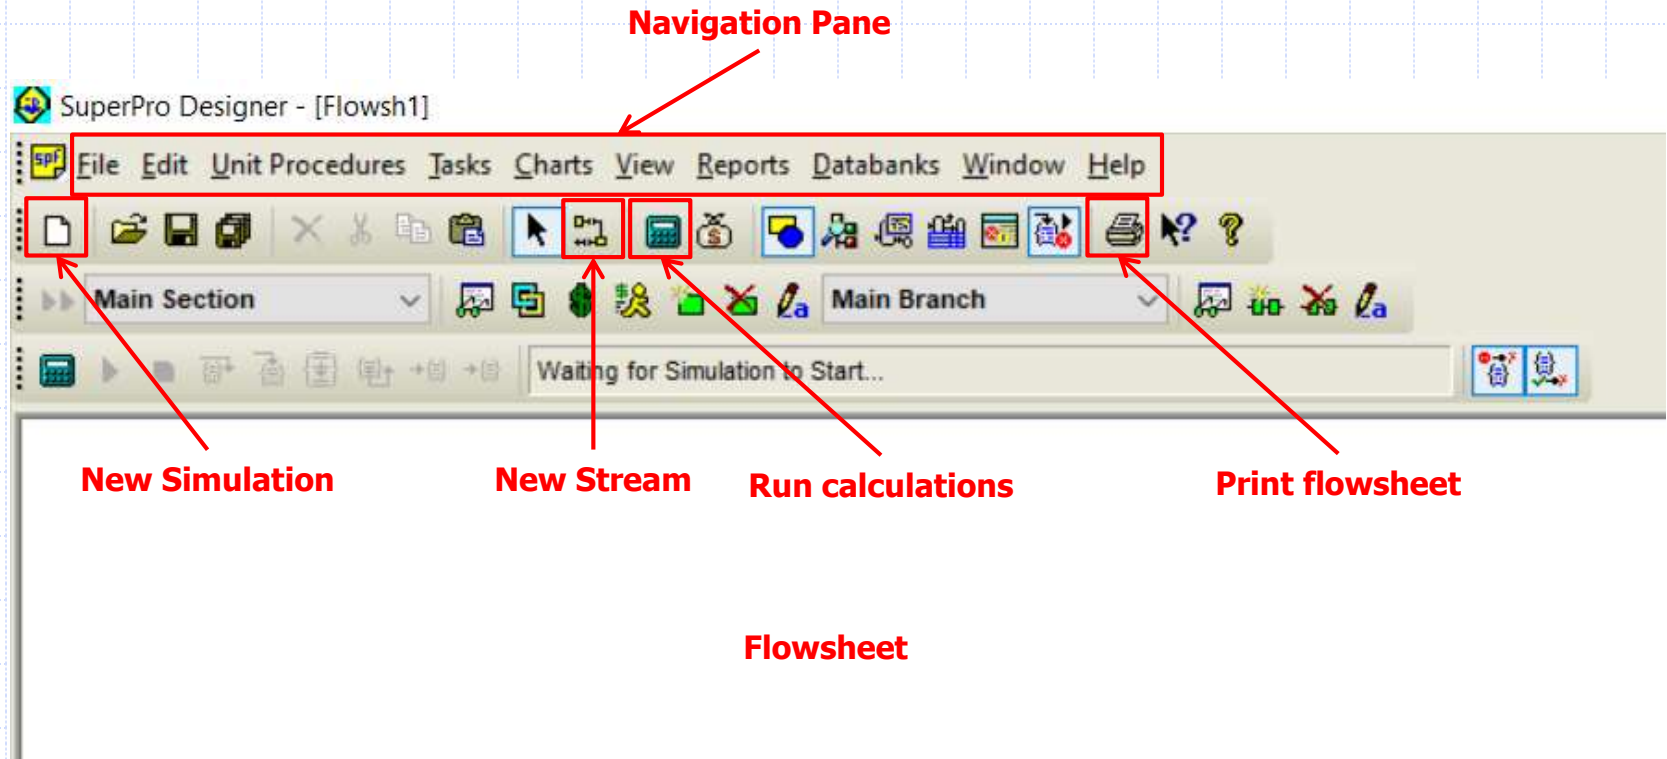 Navigation Pane
SuperPro Designer - [Flowsh1]
File Edit Unit Procedures Tasks Charts View Reports Databanks Window Help
Main Section
Main Branch
Waiting for Simulation to Start...
New Simulation
New Stream
Run calculations
Print flowsheet
Flowsheet